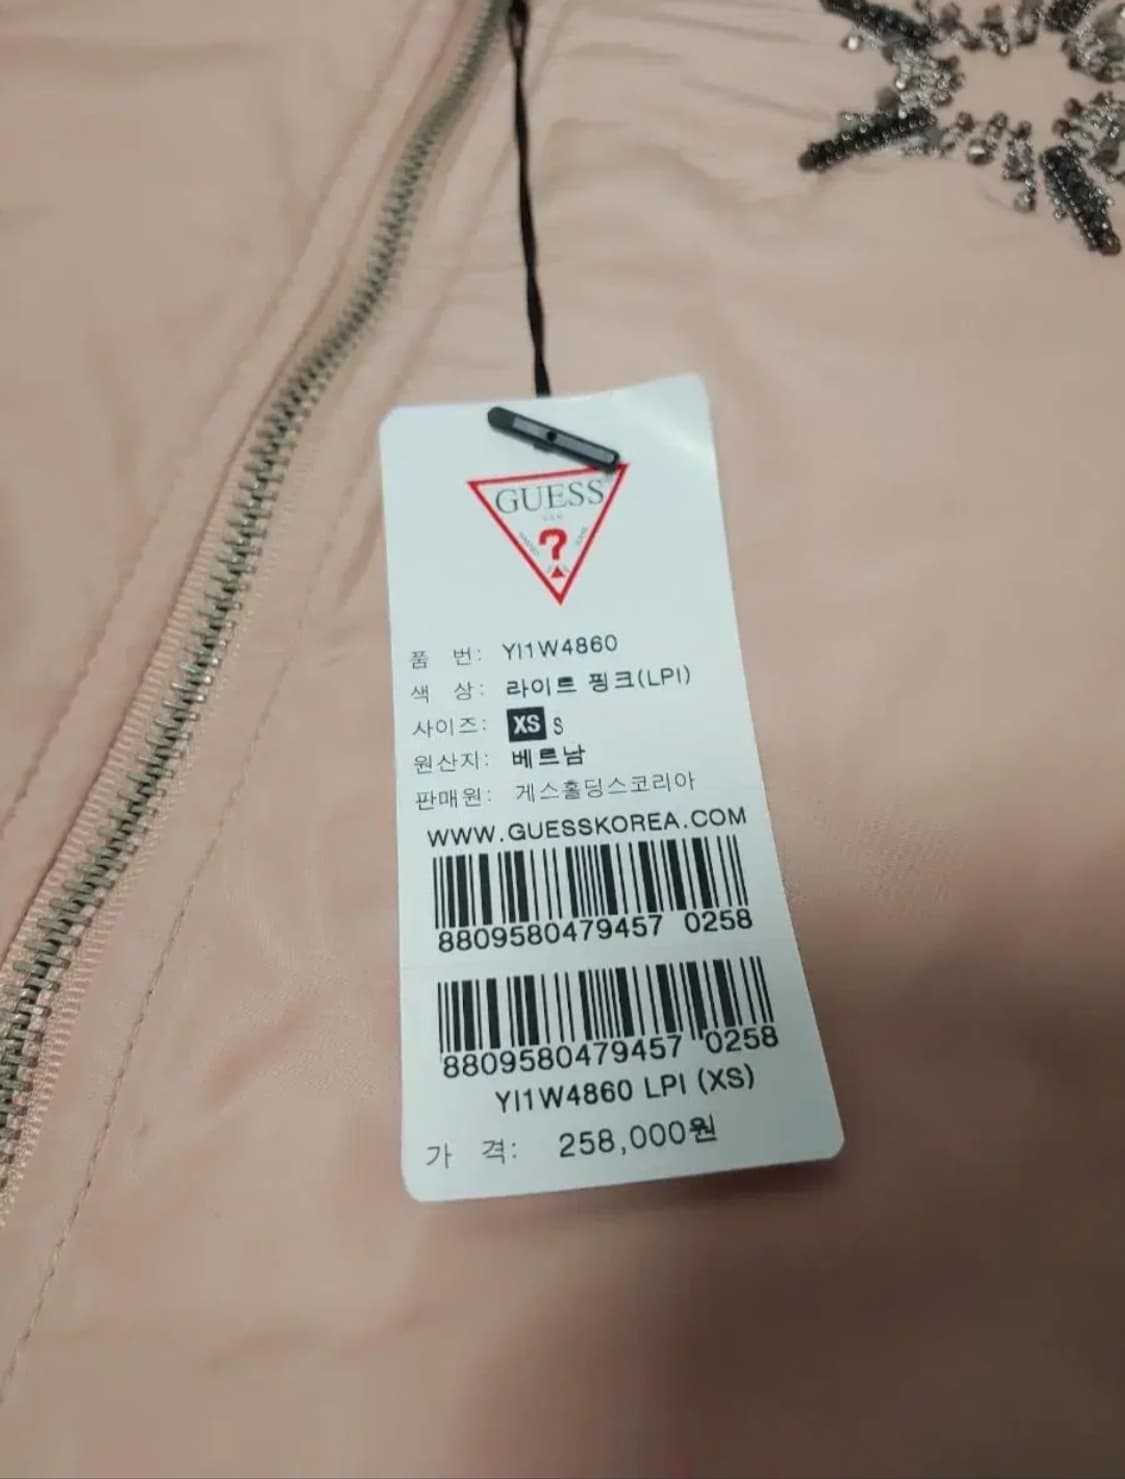 GUESS
?
품 번: YI1W4860
색 상: 라이트 핑크(LPI)
사이즈: XS S
원산지: 베트남
판매원: 게스홀딩스코리아
WWW.GUESSKOREA.COM
8809580479457 0258
8809580479457 0258
YI1W4860 LPI (XS)
가 격: 258,000원